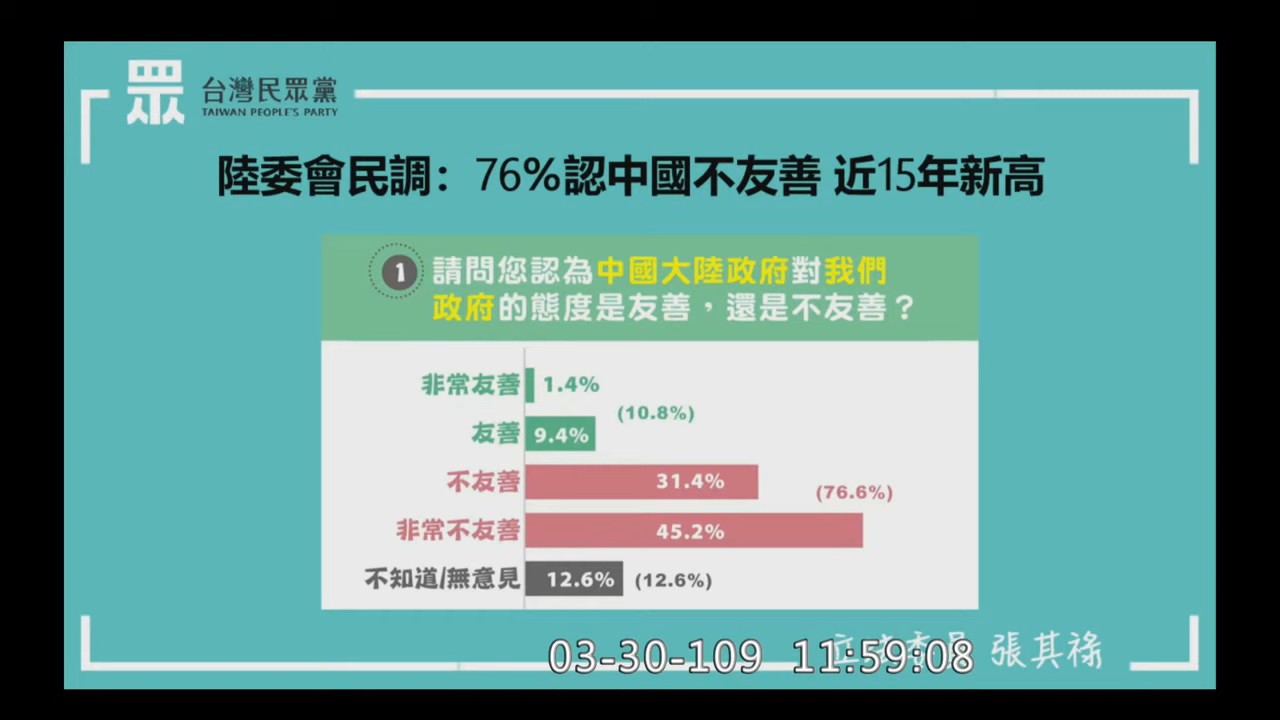 眾 台灣民眾黨
TAIWAN PEOPLE'S PARTY
陸委會民調：76%認中國不友善 近15年新高
1 請問您認為中國大陸政府對我們
政府的態度是友善，還是不友善？
非常友善 1.4%
(10.8%)
友善 9.4%
不友善 31.4%
(76.6%)
非常不友善 45.2%
不知道/無意見 12.6% (12.6%)
張其祿
03-30-109 11:59:08